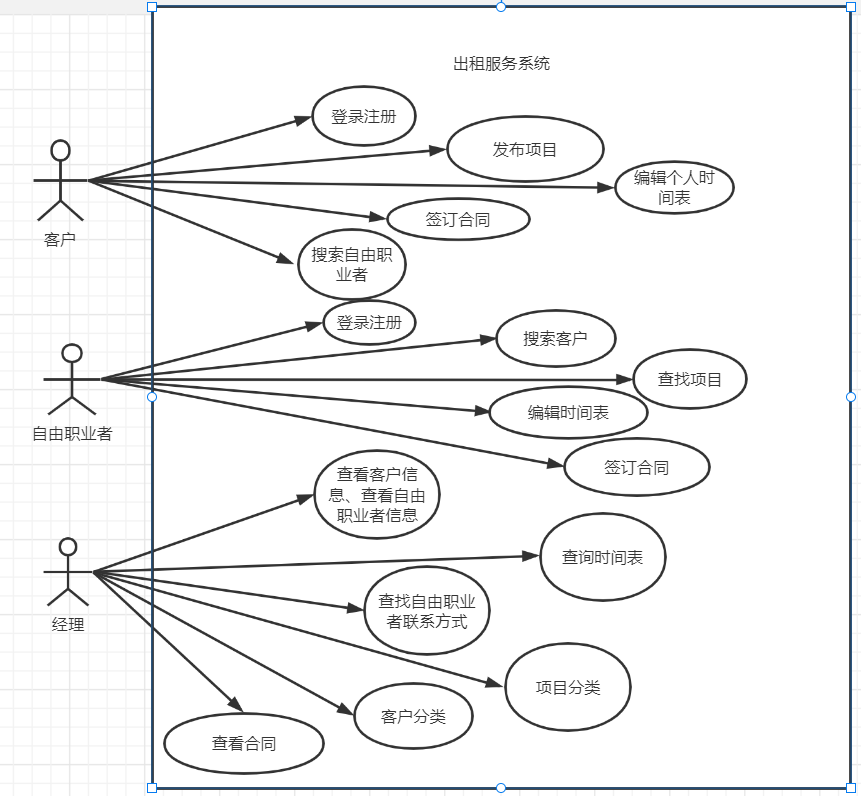 出租服务系统
登录注册
发布项目
编辑个人时
间表
签订合同
搜索自由职
业者
客户
登录注册
搜索客户
查找项目
编辑时间表
签订合同
自由职业者
查看客户信
息、查看自由
职业者信息
查询时间表
查找自由职业
者联系方式
项目分类
客户分类
查看合同
经理